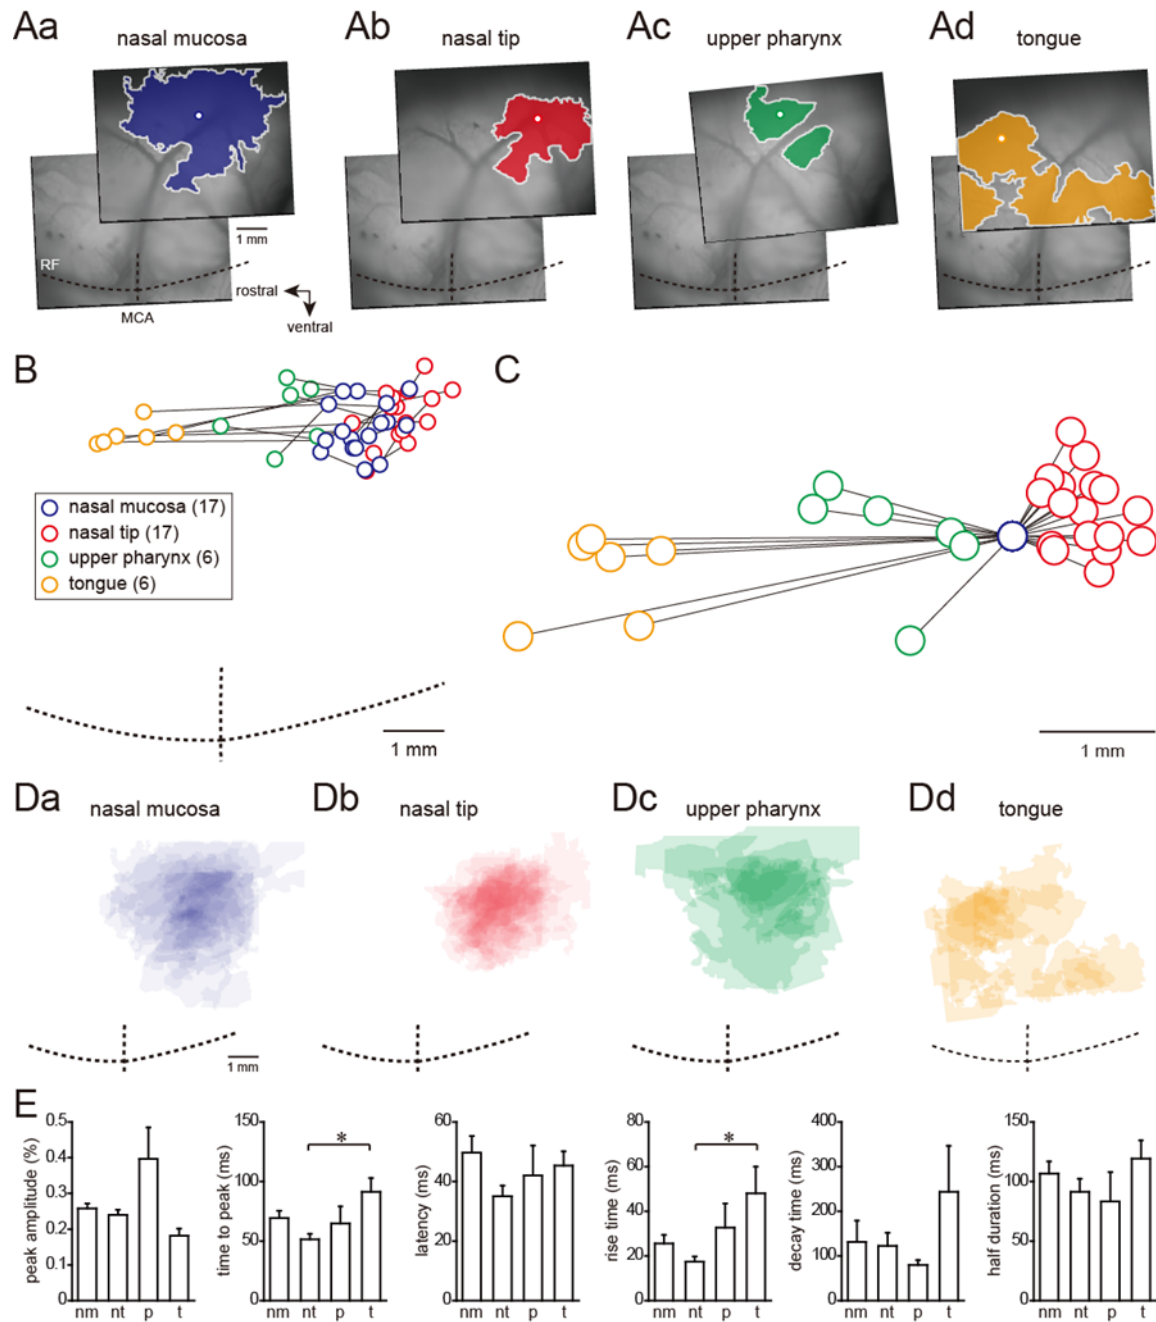 Aa
nasal mucosa
Ab
nasal tip
Ac
upper pharynx
Ad
tongue
1 mm
RF
rostral
MCA
ventral
B
nasal mucosa (17)
nasal tip (17)
upper pharynx (6)
tongue (6)
1 mm
C
1 mm
Da
nasal mucosa
Db
nasal tip
Dc
upper pharynx
Dd
tongue
1 mm
E
peak amplitude (%)
0.5
0.4
0.3
0.2
0.1
0
nm nt p t
time to peak (ms)
150
100
50
0
*
nm nt p t
latency (ms)
60
40
20
0
nm nt p t
rise time (ms)
80
60
40
20
0
*
nm nt p t
decay time (ms)
400
300
200
100
0
nm nt p t
half duration (ms)
150
100
50
0
nm nt p t